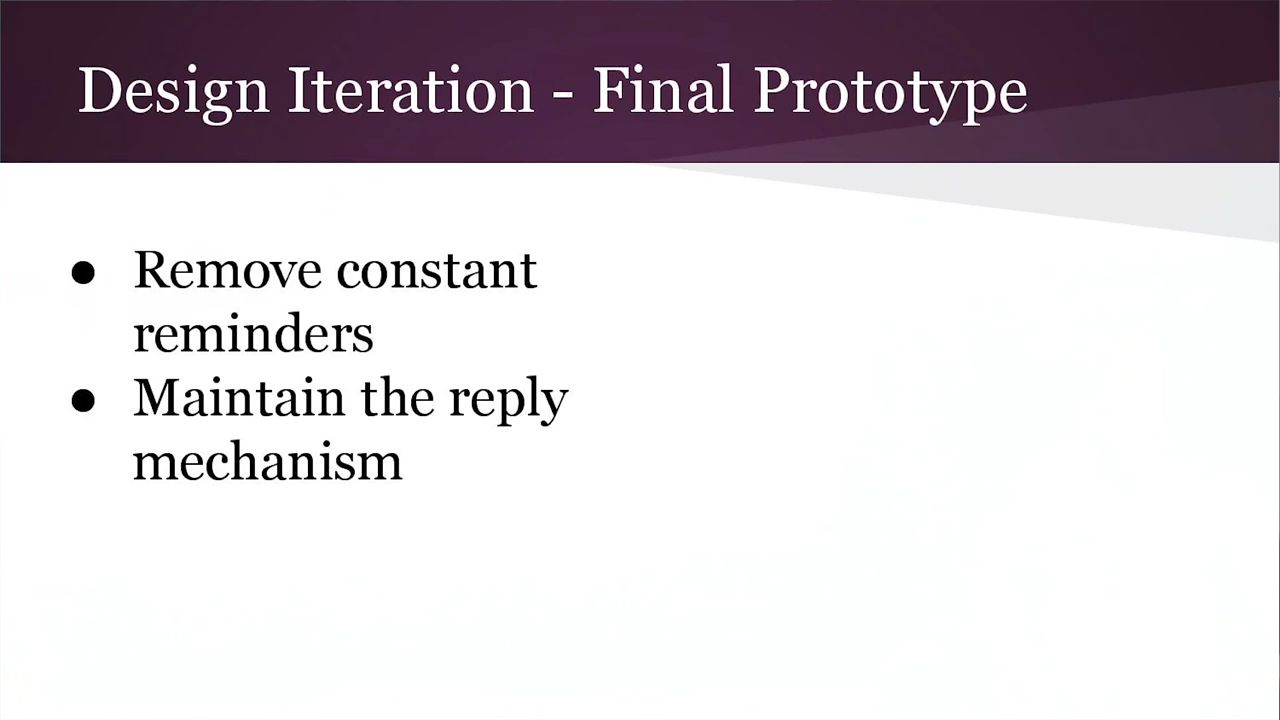 Design Iteration - Final Prototype
● Remove constant
reminders
● Maintain the reply
mechanism